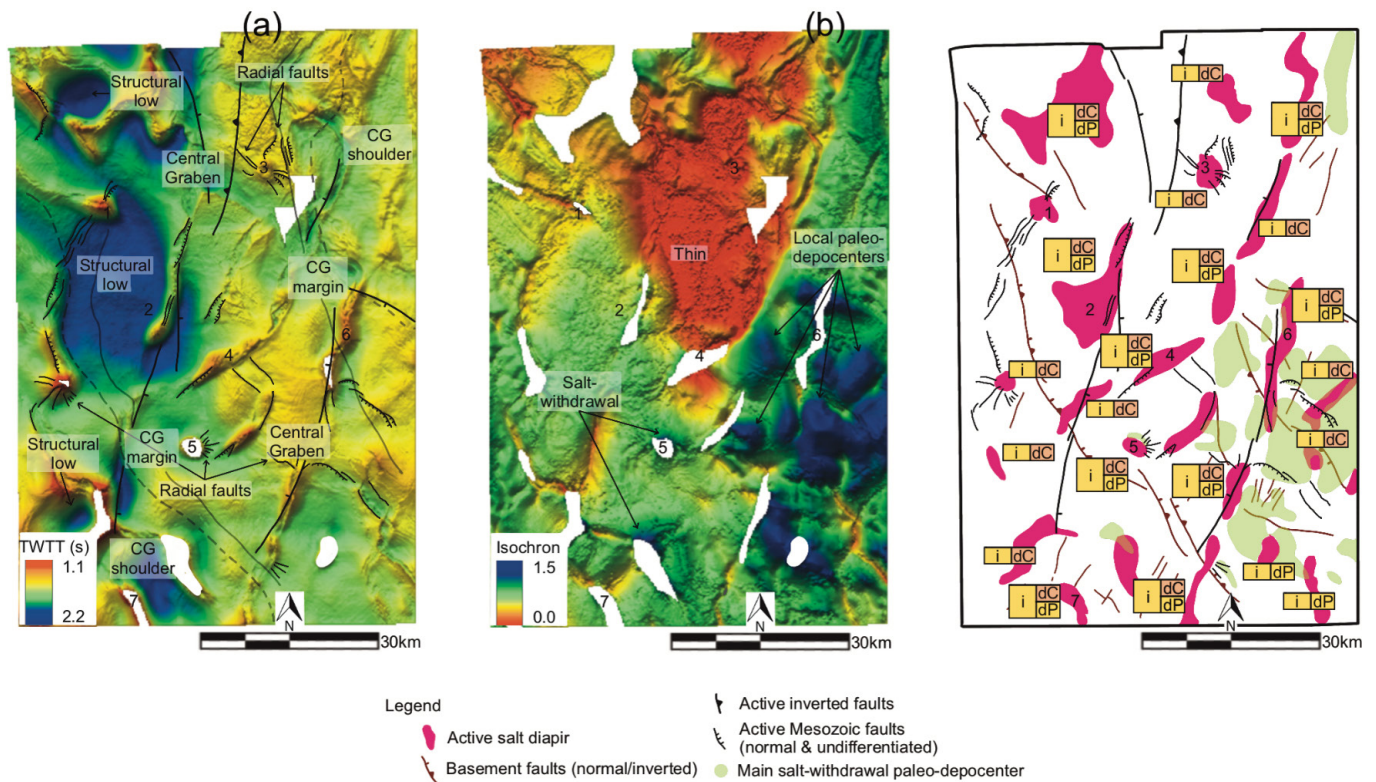 (a)
Structural
low
Radial faults
Central
Graben
CG
shoulder
3
1
Structural
low
2
CG
margin
6
4
Structural
low
CG
margin
5
Central
Graben
Radial faults
TWTT (s)
1.1
2.2
CG
shoulder
7
N
30km
(b)
3
1
Thin
Local paleo-
depocenters
2
6
4
Salt-
withdrawal
5
Isochron
1.5
0.0
7
N
30km
i dC
i dC
dP
i dC
dP
3
1
i dC
i dC
i dC
dP
i dC
dP
2
i dC
dP
6
i dC
dP
4
i dC
i dC
i dC
5
i dC
i dC
i dC
dP
i dC
dP
i dC
i dP
i dC
dP
7
i dC
dP
i dP
N
30km
Legend
Active salt diapir
Basement faults (normal/inverted)
Active inverted faults
Active Mesozoic faults
(normal & undifferentiated)
Main salt-withdrawal paleo-depocenter